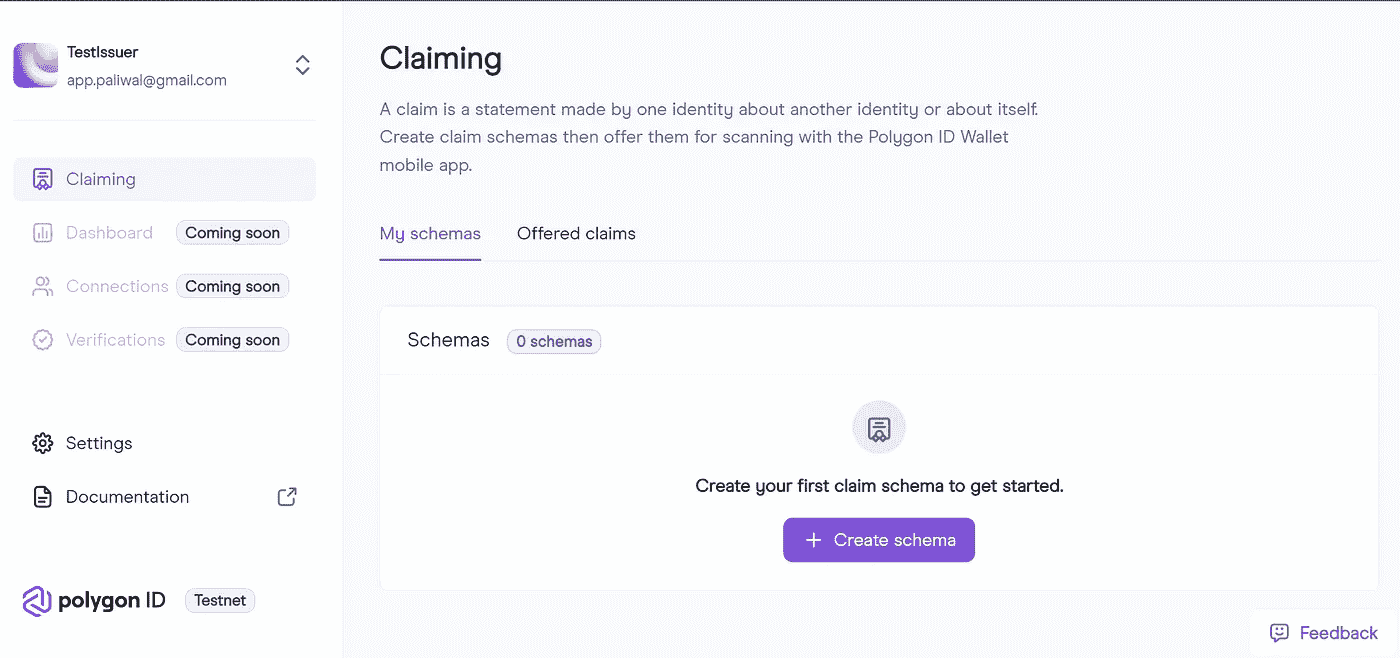 TestIssuer
app.paliwal@gmail.com
Claiming
Dashboard Coming soon
Connections Coming soon
Verifications Coming soon
Settings
Documentation
polygon ID Testnet
Claiming
A claim is a statement made by one identity about another identity or about itself.
Create claim schemas then offer them for scanning with the Polygon ID Wallet
mobile app.
My schemas Offered claims
Schemas 0 schemas
Create your first claim schema to get started.
+ Create schema
Feedback